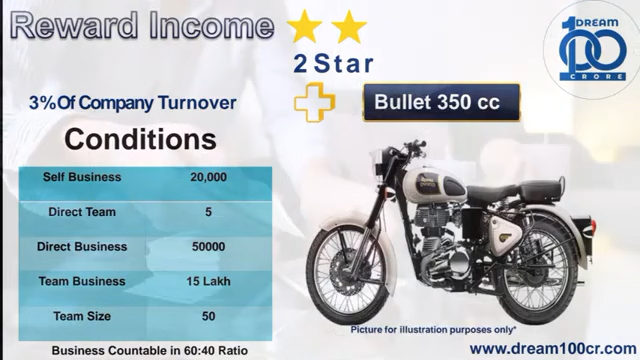 Reward Income
2 Star
3%Of Company Turnover
Bullet 350 cc
Conditions
Self Business 20,000
Direct Team 5
Direct Business 50000
Team Business 15 Lakh
Team Size 50
Business Countable in 60:40 Ratio
Picture for illustration purposes only*
www.dream100cr.com
DREAM
100
CRORE